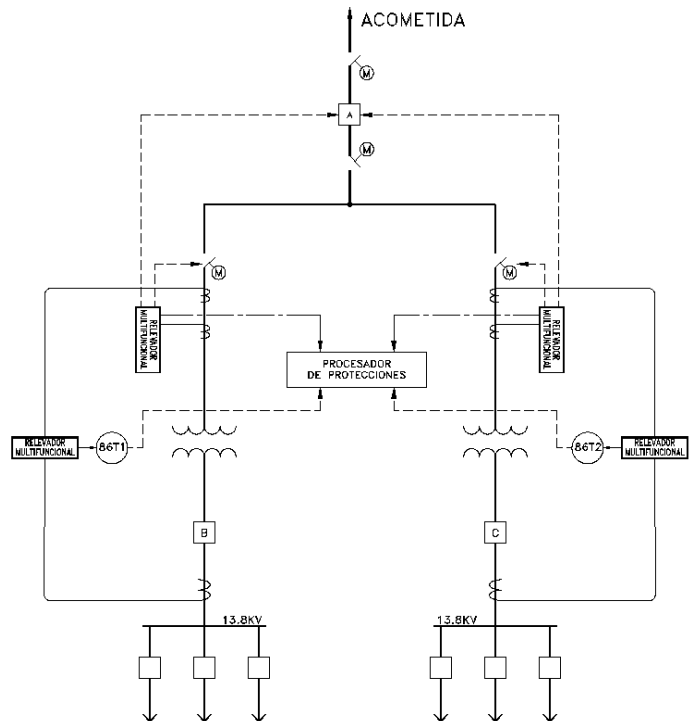 ACOMETIDA
M
A
M
M
M
RELEVADOR
MULTIFUNCIONAL
RELEVADOR
MULTIFUNCIONAL
PROCESADOR
DE PROTECCIONES
RELEVADOR
MULTIFUNCIONAL
86T1
86T2
RELEVADOR
MULTIFUNCIONAL
B
C
13.8KV
13.8KV